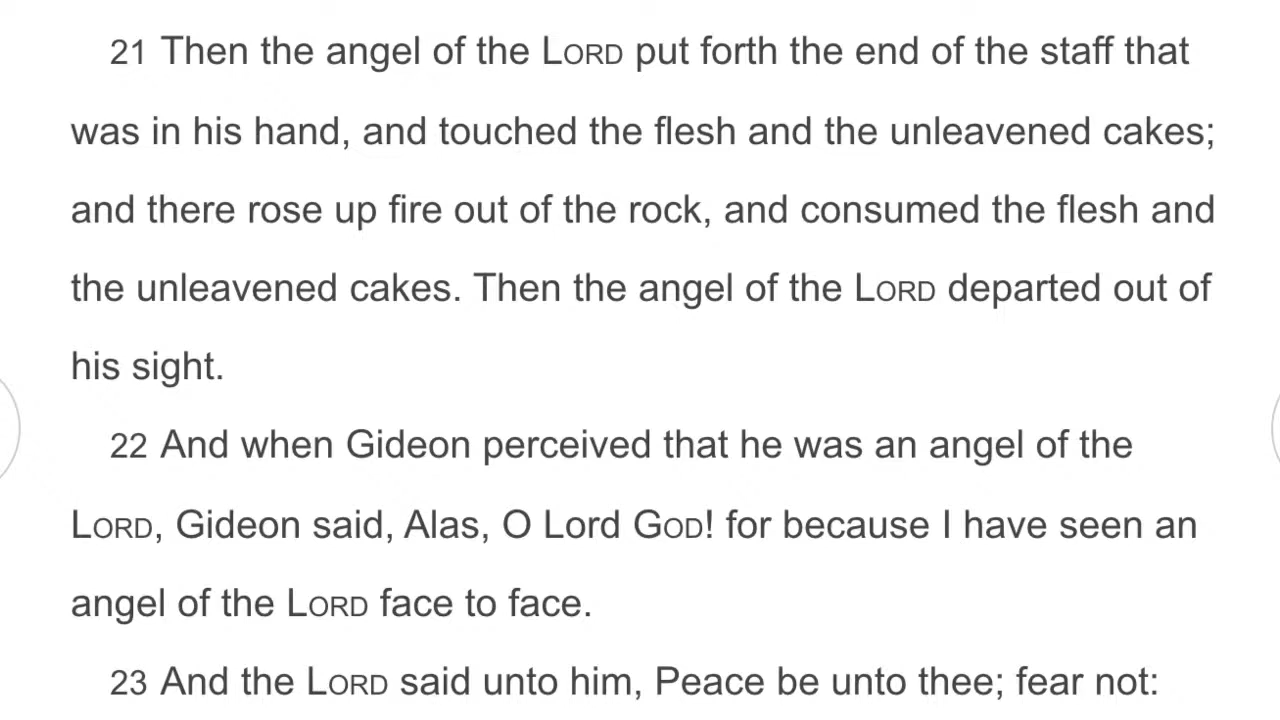 21 Then the angel of the LORD put forth the end of the staff that
was in his hand, and touched the flesh and the unleavened cakes;
and there rose up fire out of the rock, and consumed the flesh and
the unleavened cakes. Then the angel of the LORD departed out of
his sight.
22 And when Gideon perceived that he was an angel of the
LORD, Gideon said, Alas, O Lord GOD! for because I have seen an
angel of the LORD face to face.
23 And the LORD said unto him, Peace be unto thee; fear not: